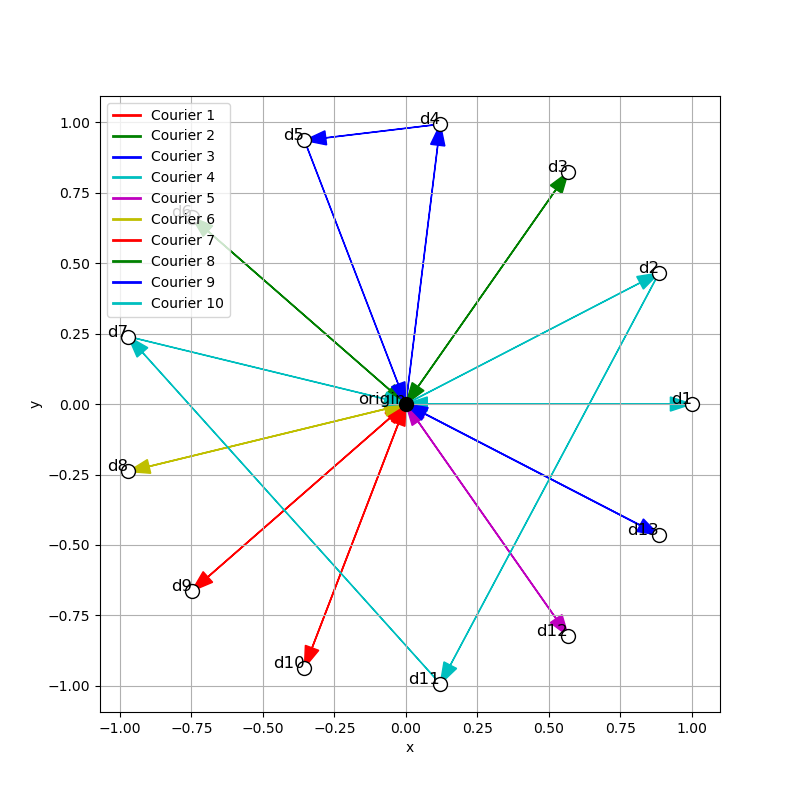 1.00
0.75
0.50
0.25
0.00
−0.25
−0.50
−0.75
−1.00
y
Courier 1
Courier 2
Courier 3
Courier 4
Courier 5
Courier 6
Courier 7
Courier 8
Courier 9
Courier 10
d4
d5
d3
d6
d2
d7
origin
d1
d8
d13
d9
d12
d10
d11
−1.00 −0.75 −0.50 −0.25 0.00 0.25 0.50 0.75 1.00
x